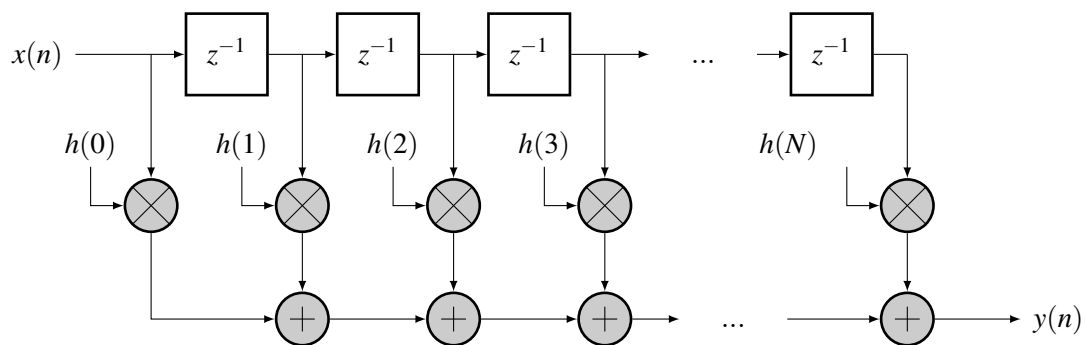 x(n) z⁻¹ z⁻¹ z⁻¹ ... z⁻¹
h(0) h(1) h(2) h(3) h(N)
+ + + ... + y(n)